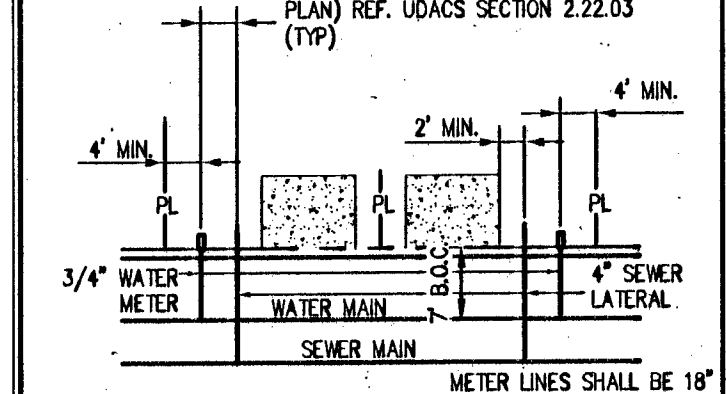 PLAN) REF. UDACS SECTION 2.22.03
(TYP)
4' MIN.
2' MIN.
4' MIN.
PL
PL
PL
3/4" WATER
METER
7' B.O.C.
4" SEWER
LATERAL
WATER MAIN
SEWER MAIN
METER LINES SHALL BE 18"